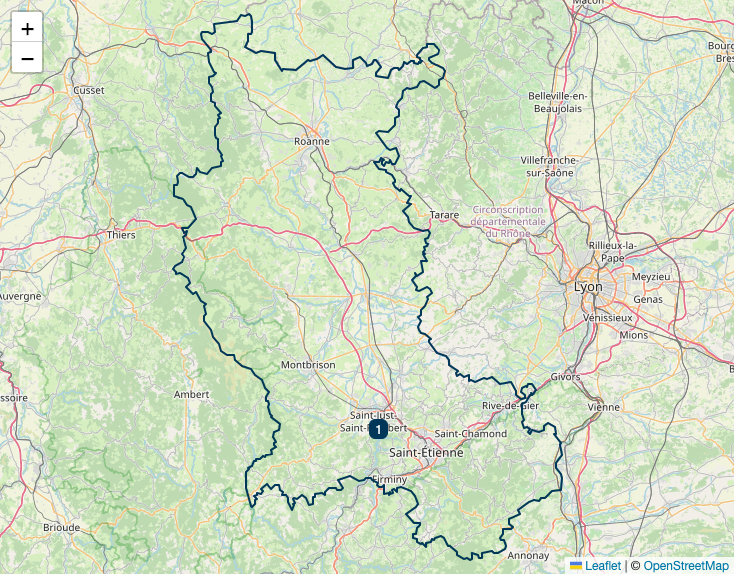 Mâcon
+
−
Cusset
Bourg
Bres
Belleville-en-
Beaujolais
Roanne
Villefranche-
sur-Saône
Tarare
Circonscription
départementale
du Rhône
Thiers
Rillieux-la-
Pape
Meyzieu
Lyon
Genas
Auvergne
Vénissieux
Mions
Montbrison
Givors
Ambert
ssoire
Rive-de-Gier
Vienne
Saint-Just-
Saint-Rambert
1
Saint-Chamond
Saint-Étienne
Firminy
Brioude
Annonay
Leaflet | © OpenStreetMap